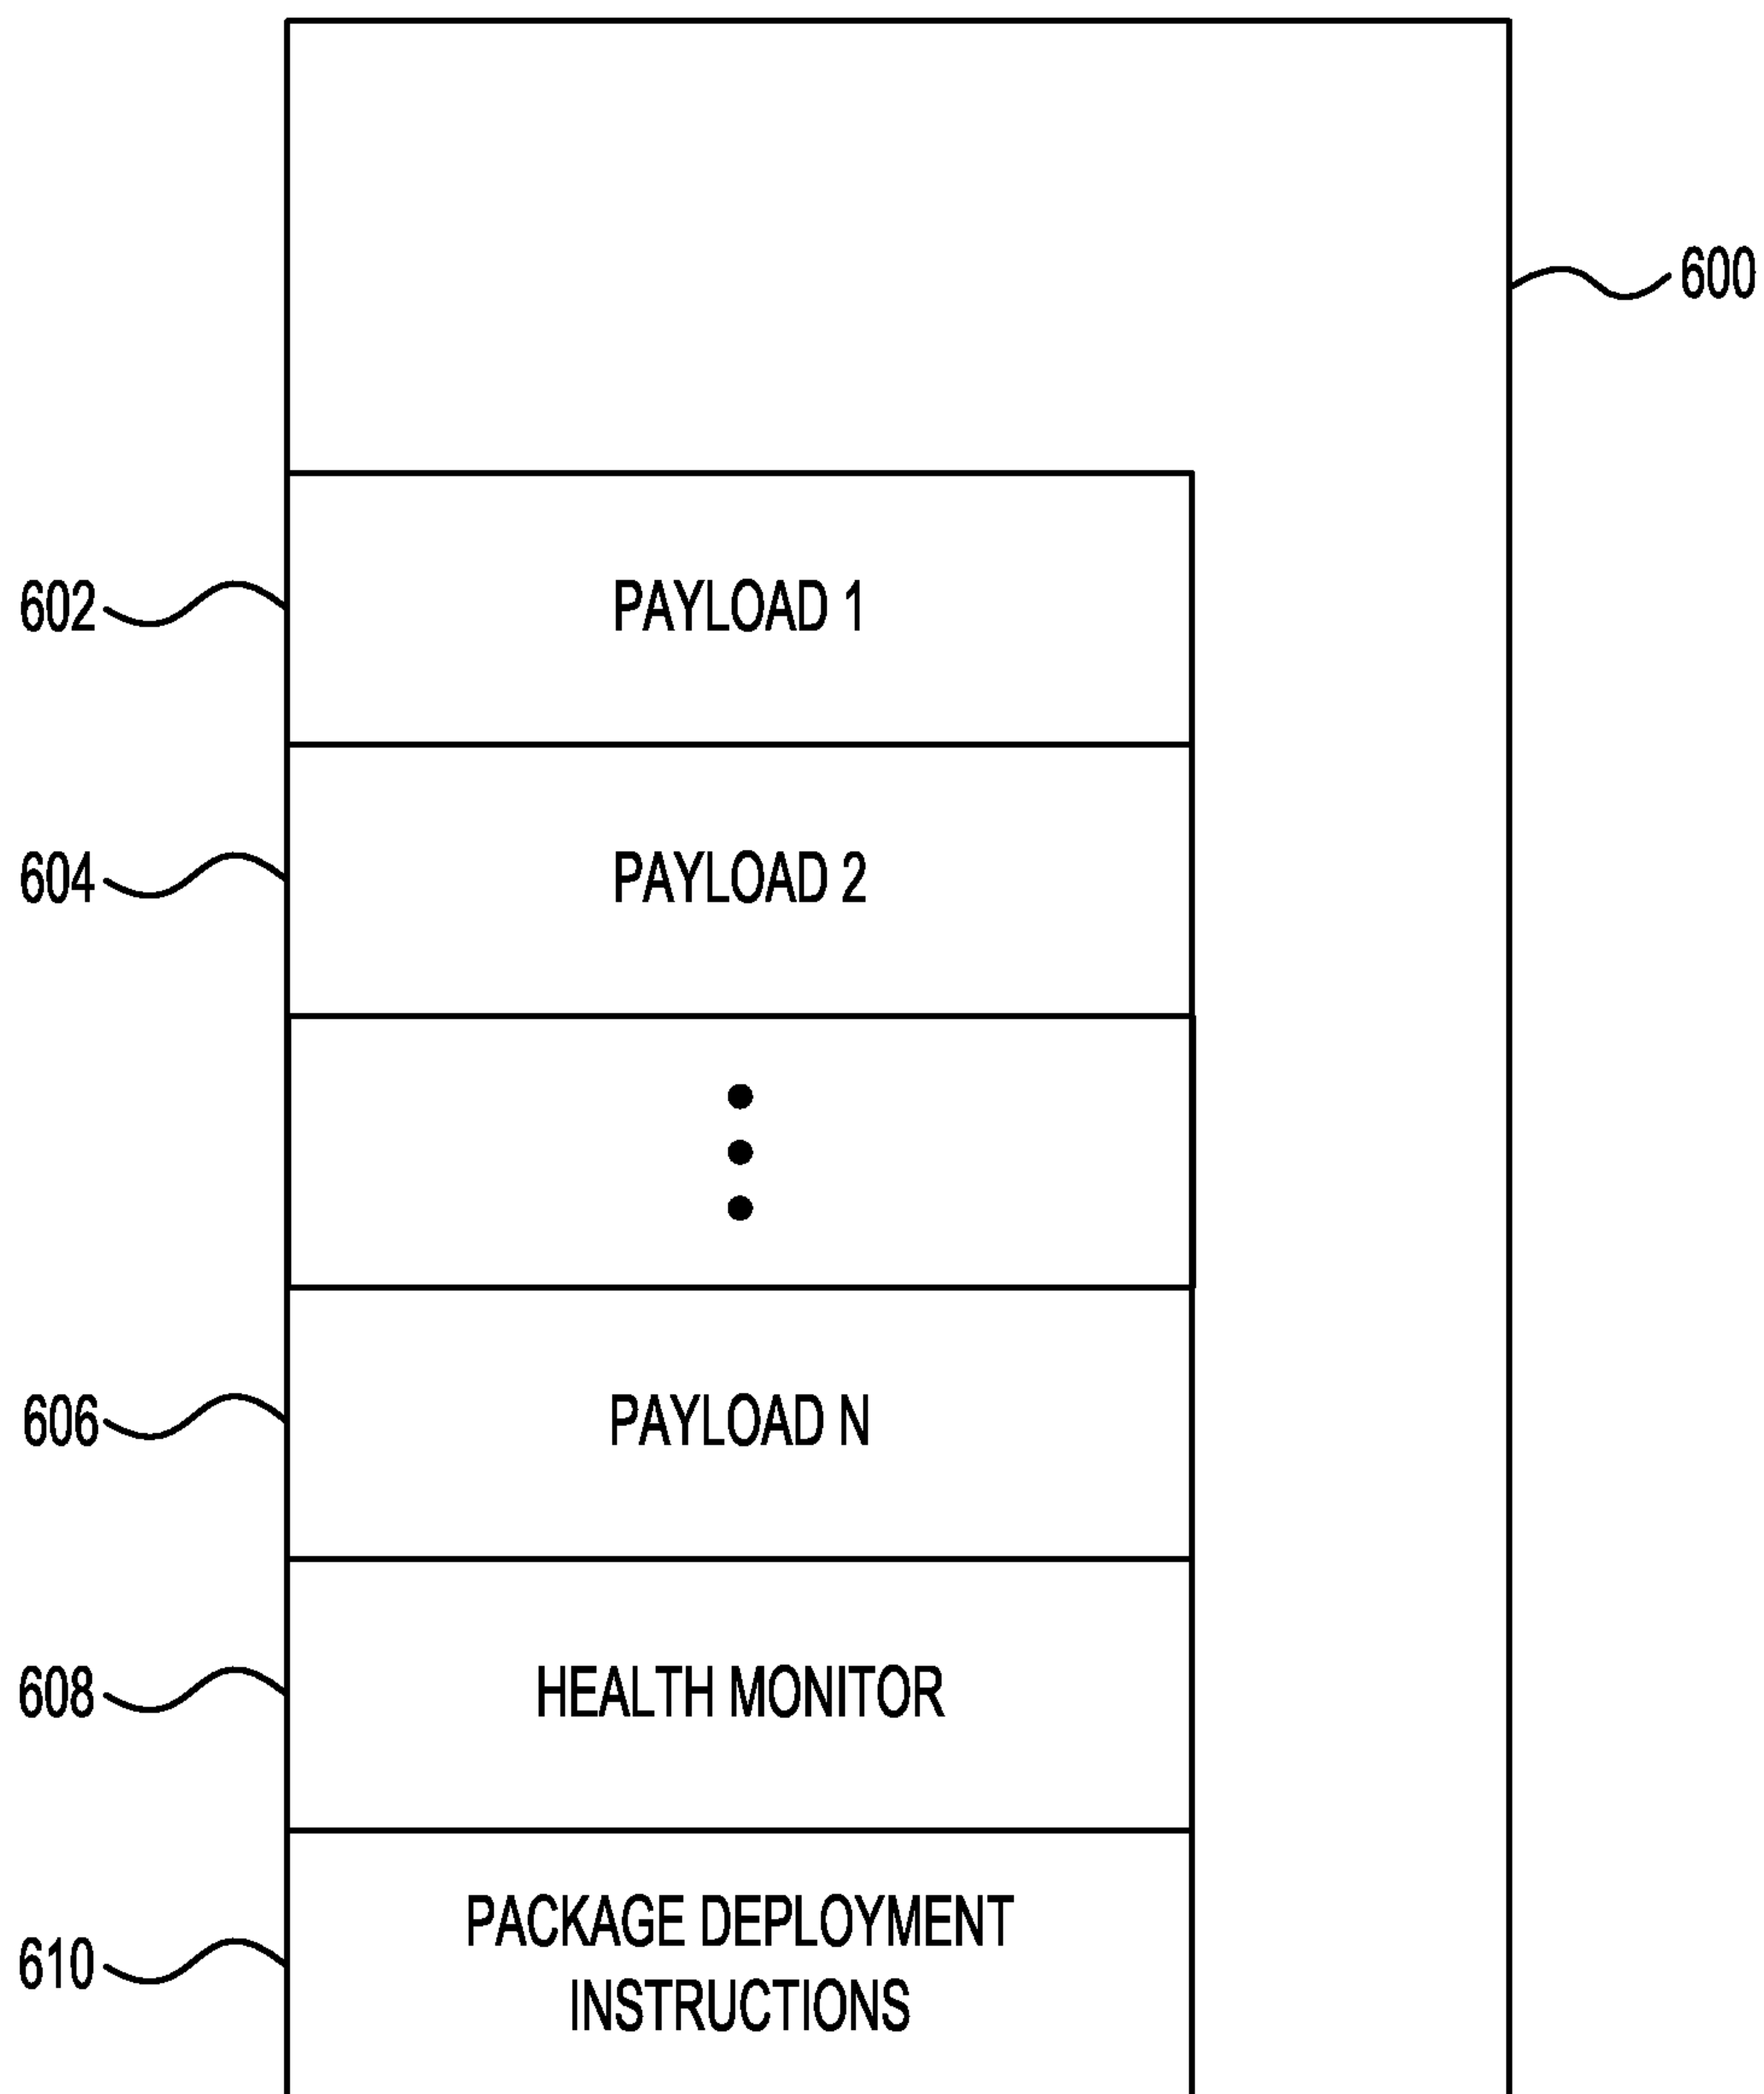 600
602
PAYLOAD 1
604
PAYLOAD 2
606
PAYLOAD N
608
HEALTH MONITOR
610
PACKAGE DEPLOYMENT
INSTRUCTIONS